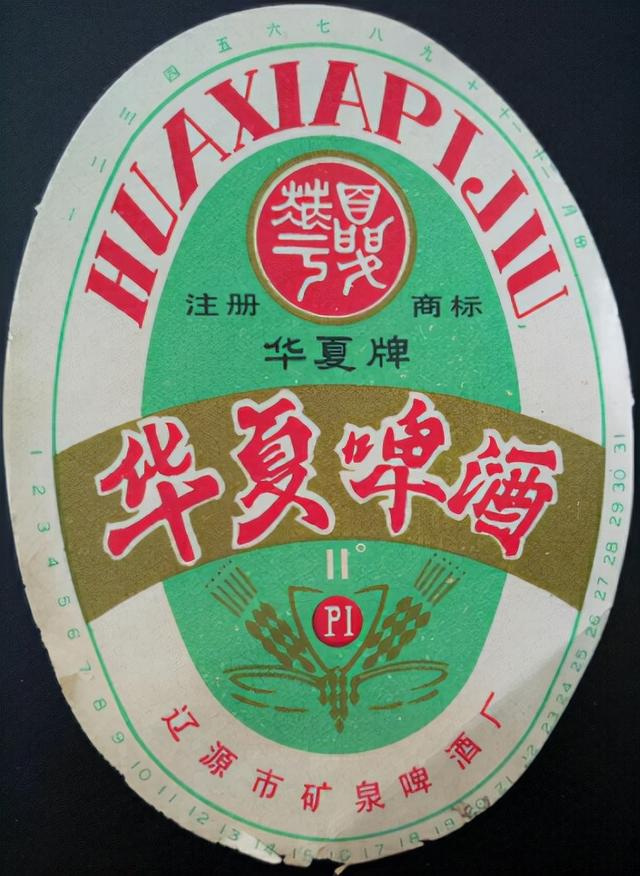 一 二 三 四 五 六 七 八 九 十 十一 十二 月份
HUAXIAPIJIU
華夏
注册 商标
华夏牌
华夏啤酒
11°
PI
辽源市矿泉啤酒厂
1 2 3 4 5 6 7 8 9 10 11 12 13 14 15 16 17 18 19 20 23 24 25 26 27 28 29 30 31